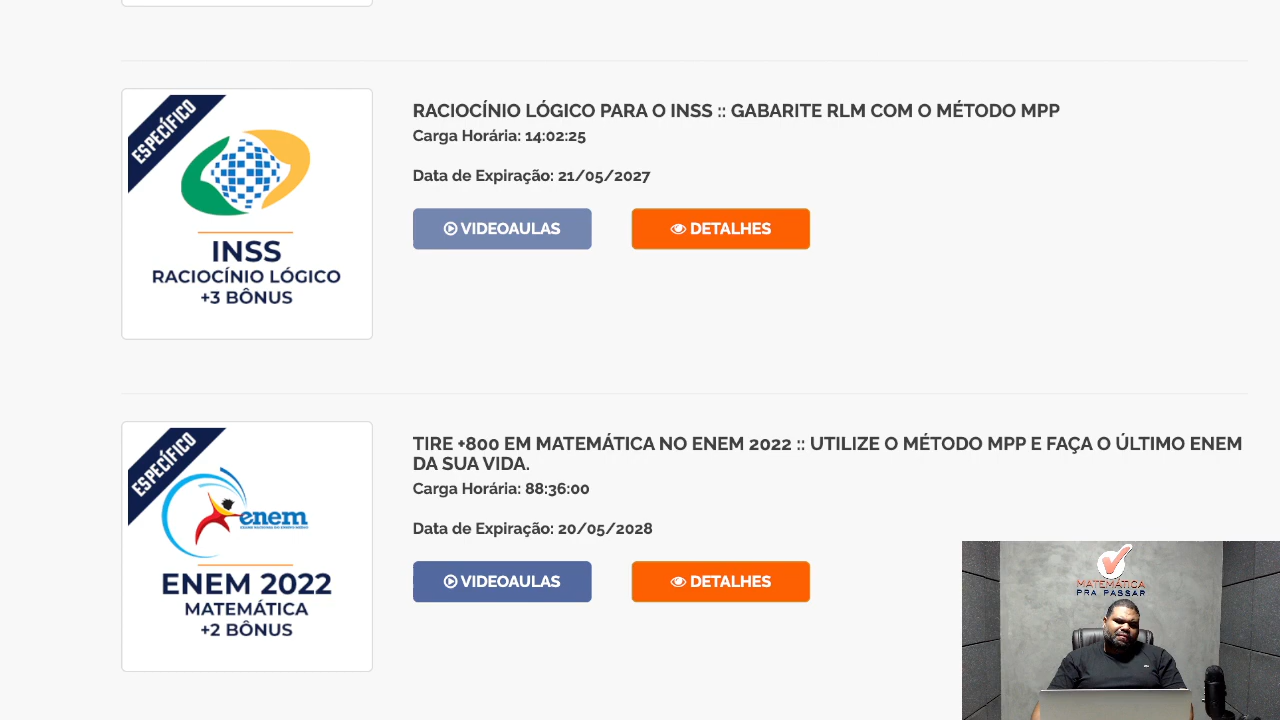 ESPECÍFICO
INSS
RACIOCÍNIO LÓGICO
+3 BÔNUS
RACIOCÍNIO LÓGICO PARA O INSS :: GABARITE RLM COM O MÉTODO MPP
Carga Horária: 14:02:25
Data de Expiração: 21/05/2027
VIDEOAULAS
DETALHES
ESPECÍFICO
enem
ENEM 2022
MATEMÁTICA
+2 BÔNUS
TIRE +800 EM MATEMÁTICA NO ENEM 2022 :: UTILIZE O MÉTODO MPP E FAÇA O ÚLTIMO ENEM
DA SUA VIDA.
Carga Horária: 88:36:00
Data de Expiração: 20/05/2028
VIDEOAULAS
DETALHES
MATEMÁTICA
PRA PASSAR